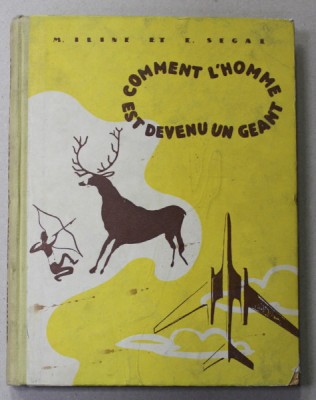 M. ILINE ET E. SEGAL
COMMENT L'HOMME
EST DEVENU UN GEANT